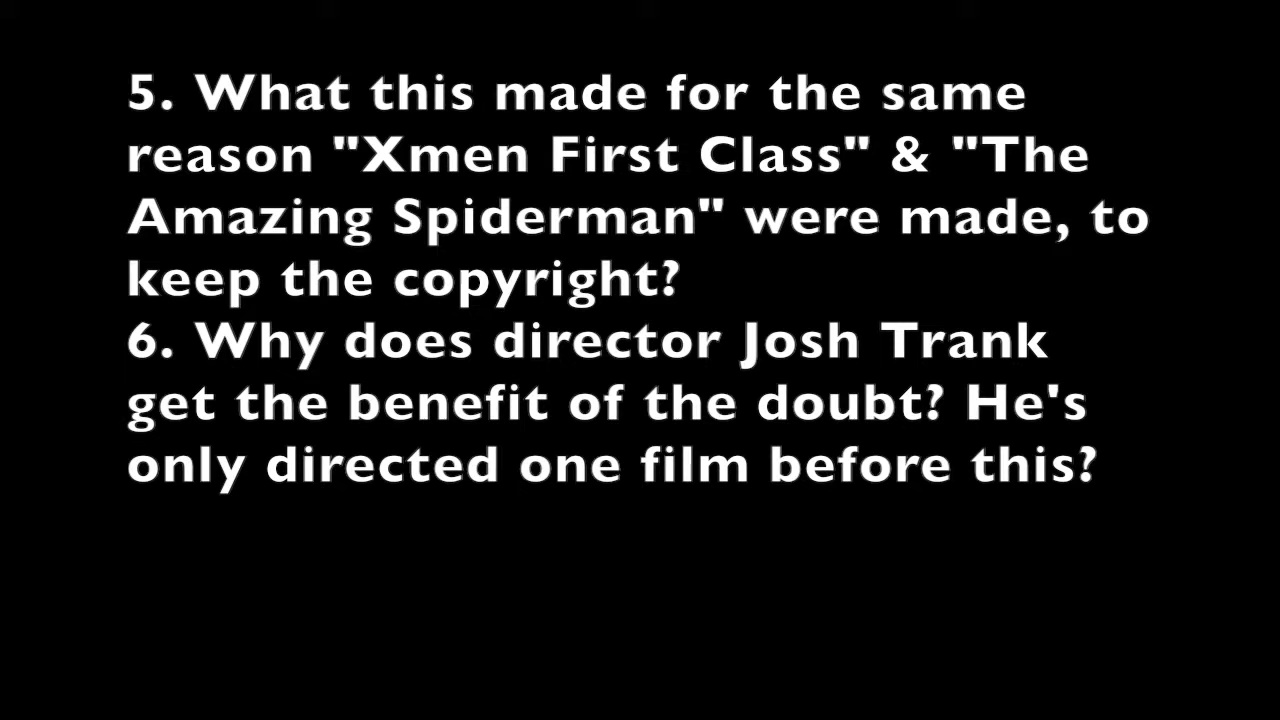 5. What this made for the same
reason "Xmen First Class" & "The
Amazing Spiderman" were made, to
keep the copyright?
6. Why does director Josh Trank
get the benefit of the doubt? He's
only directed one film before this?